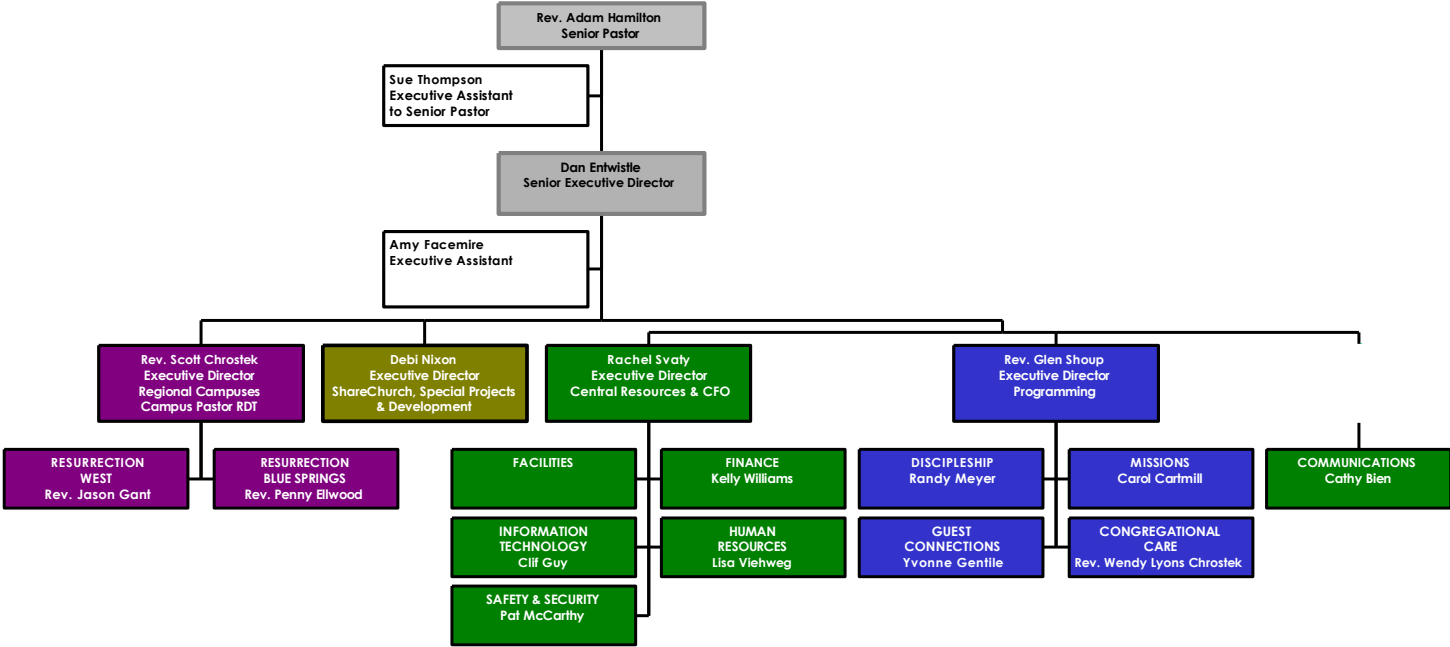 Rev. Adam Hamilton
Senior Pastor
Sue Thompson
Executive Assistant
to Senior Pastor
Dan Entwistle
Senior Executive Director
Amy Facemire
Executive Assistant
Rev. Scott Chrostek
Executive Director
Regional Campuses
Campus Pastor RDT
Debi Nixon
Executive Director
ShareChurch, Special Projects
& Development
Rachel Svaty
Executive Director
Central Resources & CFO
Rev. Glen Shoup
Executive Director
Programming
RESURRECTION
WEST
Rev. Jason Gant
RESURRECTION
BLUE SPRINGS
Rev. Penny Ellwood
FACILITIES
FINANCE
Kelly Williams
DISCIPLESHIP
Randy Meyer
MISSIONS
Carol Cartmill
COMMUNICATIONS
Cathy Bien
INFORMATION
TECHNOLOGY
Clif Guy
HUMAN
RESOURCES
Lisa Viehweg
GUEST
CONNECTIONS
Yvonne Gentile
CONGREGATIONAL
CARE
Rev. Wendy Lyons Chrostek
SAFETY & SECURITY
Pat McCarthy